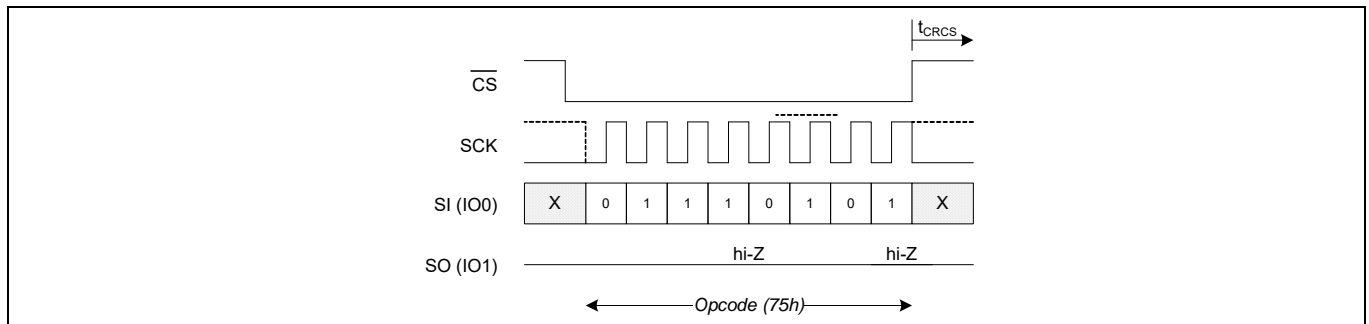 tCRCS
CS
SCK
SI (IO0) X 0 1 1 1 0 1 0 1 X
hi-Z hi-Z
SO (IO1)
Opcode (75h)